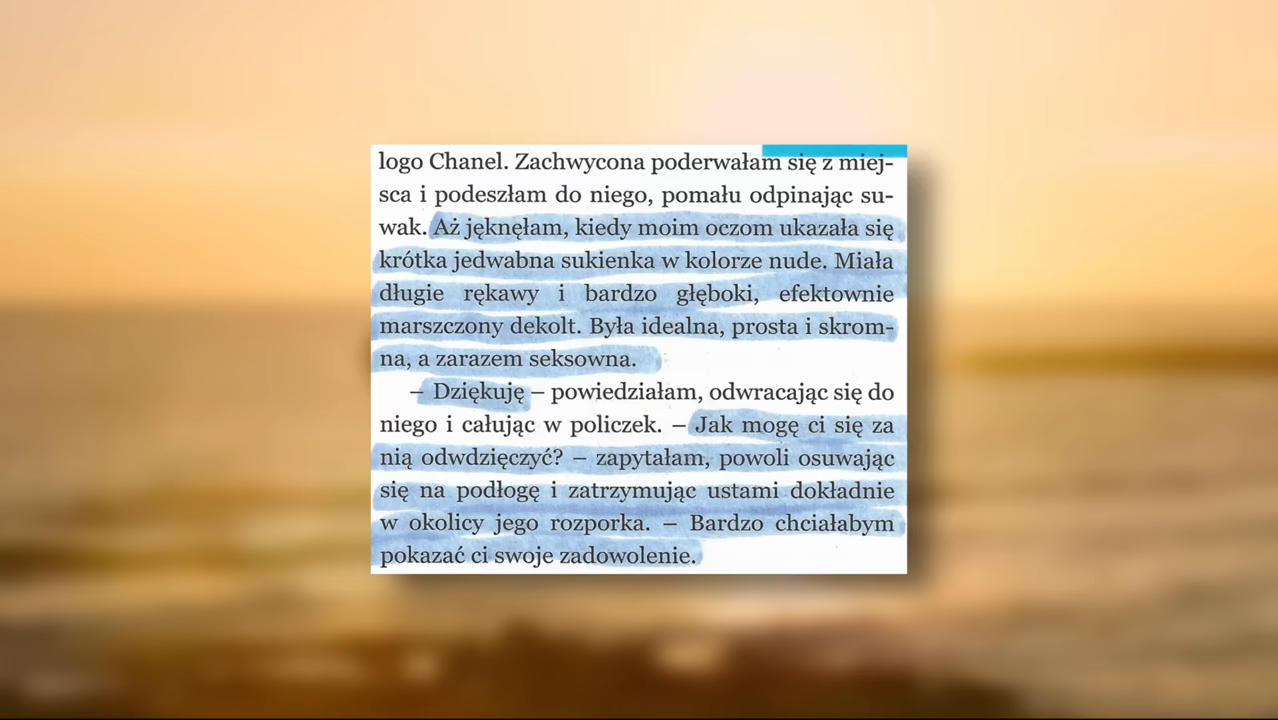 logo Chanel. Zachwycona poderwałam się z miej-
sca i podeszłam do niego, pomału odpinając su-
wak. Aż jęknęłam, kiedy moim oczom ukazała się
krótka jedwabna sukienka w kolorze nude. Miała
długie rękawy i bardzo głęboki, efektownie
marszczony dekolt. Była idealna, prosta i skrom-
na, a zarazem seksowna.
– Dziękuję – powiedziałam, odwracając się do
niego i całując w policzek. – Jak mogę ci się za
nią odwdzięczyć? – zapytałam, powoli osuwając
się na podłogę i zatrzymując ustami dokładnie
w okolicy jego rozporka. – Bardzo chciałabym
pokazać ci swoje zadowolenie.